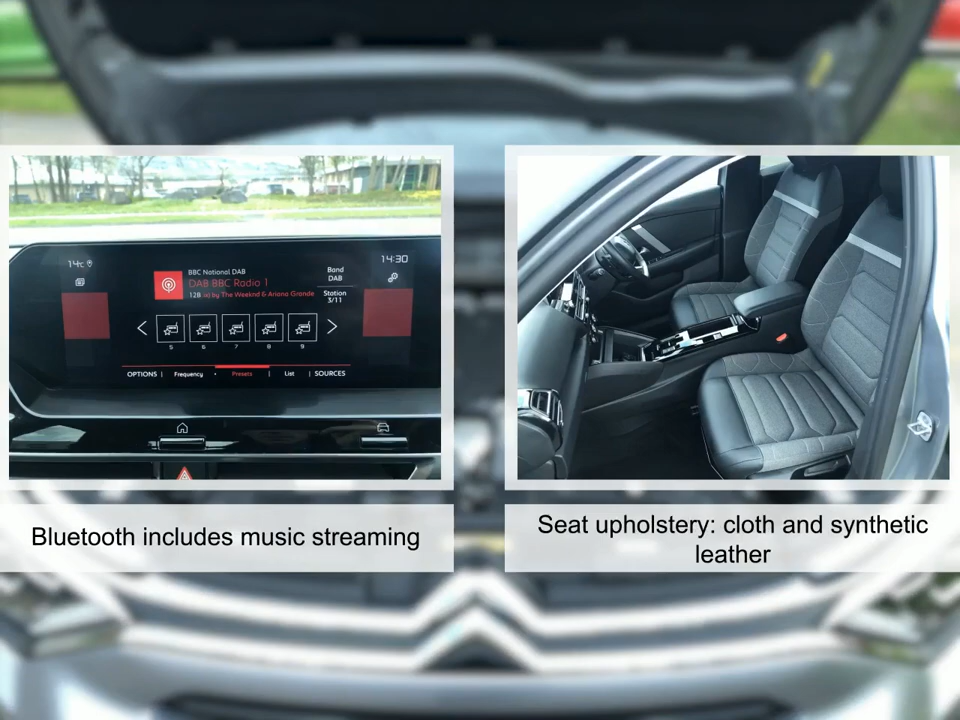 14°C
14:30
BBC National DAB
DAB BBC Radio 1
12B
by The Weeknd & Ariana Grande
Band
DAB
Station
3/11
5 6 7 8 9
OPTIONS | Frequency • Presets | List | SOURCES
Bluetooth includes music streaming
Seat upholstery: cloth and synthetic
leather